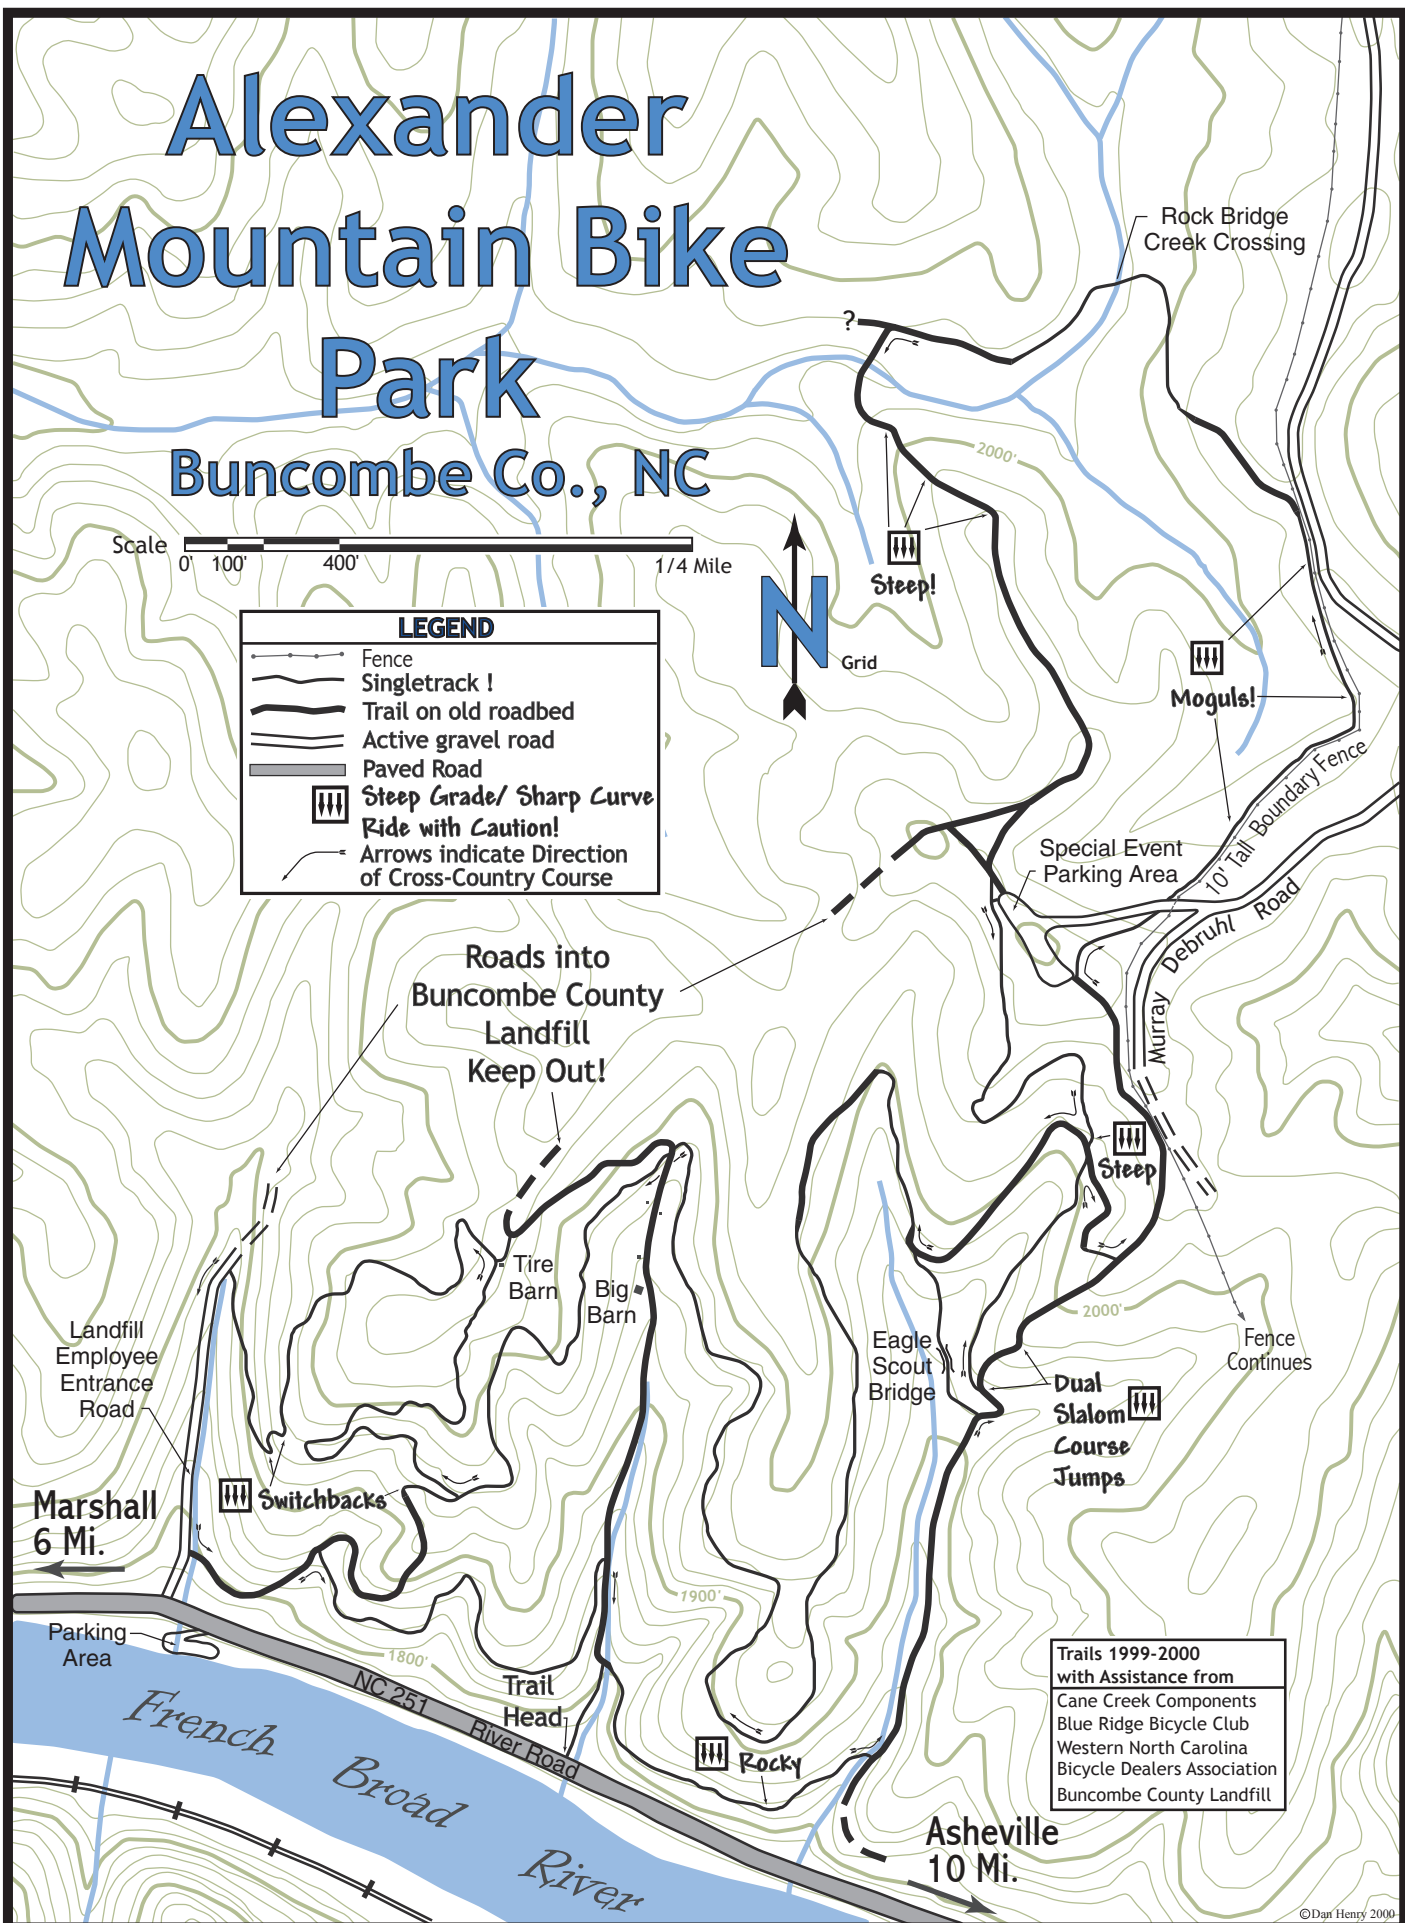 Alexander
Mountain Bike
Park
Buncombe Co., NC
Rock Bridge
Creek Crossing
?
2000'
Scale
0'
100'
400'
1/4 Mile
Steep!
N
Grid
LEGEND
Fence
Singletrack !
Trail on old roadbed
Active gravel road
Paved Road
Steep Grade/ Sharp Curve
Ride with Caution!
Arrows indicate Direction
of Cross-Country Course
Moguls!
10' Tall Boundary Fence
Special Event
Parking Area
Murray Debruhl Road
Roads into
Buncombe County
Landfill
Keep Out!
Steep
Tire
Barn
Big
Barn
2000'
Fence
Continues
Landfill
Employee
Entrance
Road
Eagle
Scout
Bridge
Dual
Slalom
Course
Jumps
Switchbacks
Marshall
6 Mi.
1900'
Parking
Area
1800'
NC 251 River Road
Trail
Head
Rocky
French Broad River
Trails 1999-2000
with Assistance from
Cane Creek Components
Blue Ridge Bicycle Club
Western North Carolina
Bicycle Dealers Association
Buncombe County Landfill
Asheville
10 Mi.
©Dan Henry 2000